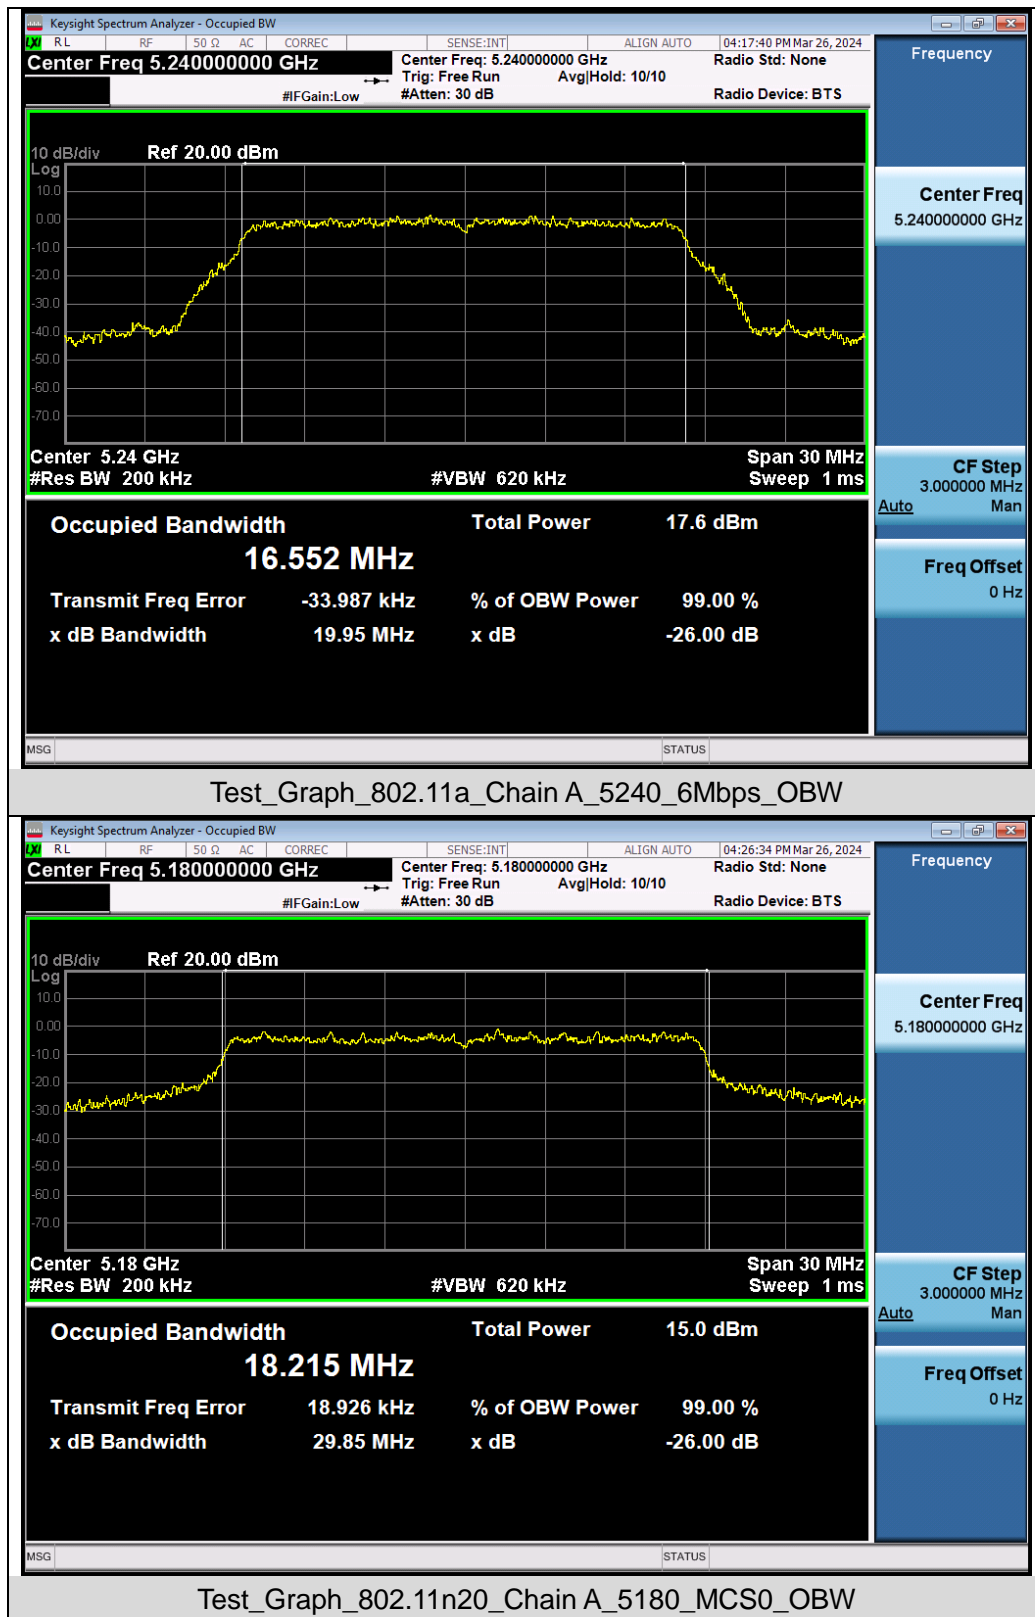 Keysight Spectrum Analyzer - Occupied BW
LXI RL RF 50 Ω AC CORREC SENSE:INT ALIGN AUTO 04:17:40 PM Mar 26, 2024
Center Freq 5.240000000 GHz
Center Freq: 5.240000000 GHz Radio Std: None
Trig: Free Run Avg|Hold: 10/10
#IFGain:Low #Atten: 30 dB Radio Device: BTS
10 dB/div Ref 20.00 dBm
Log
10.0
0.00
-10.0
-20.0
-30.0
-40.0
-50.0
-60.0
-70.0
Center 5.24 GHz Span 30 MHz
#Res BW 200 kHz #VBW 620 kHz Sweep 1 ms
Occupied Bandwidth Total Power 17.6 dBm
16.552 MHz
Transmit Freq Error -33.987 kHz % of OBW Power 99.00 %
x dB Bandwidth 19.95 MHz x dB -26.00 dB
MSG STATUS
Frequency
Center Freq
5.240000000 GHz
CF Step
3.000000 MHz
Auto Man
Freq Offset
0 Hz
Test_Graph_802.11a_Chain A_5240_6Mbps_OBW
Keysight Spectrum Analyzer - Occupied BW
LXI RL RF 50 Ω AC CORREC SENSE:INT ALIGN AUTO 04:26:34 PM Mar 26, 2024
Center Freq 5.180000000 GHz
Center Freq: 5.180000000 GHz Radio Std: None
Trig: Free Run Avg|Hold: 10/10
#IFGain:Low #Atten: 30 dB Radio Device: BTS
10 dB/div Ref 20.00 dBm
Log
10.0
0.00
-10.0
-20.0
-30.0
-40.0
-50.0
-60.0
-70.0
Center 5.18 GHz Span 30 MHz
#Res BW 200 kHz #VBW 620 kHz Sweep 1 ms
Occupied Bandwidth Total Power 15.0 dBm
18.215 MHz
Transmit Freq Error 18.926 kHz % of OBW Power 99.00 %
x dB Bandwidth 29.85 MHz x dB -26.00 dB
MSG STATUS
Frequency
Center Freq
5.180000000 GHz
CF Step
3.000000 MHz
Auto Man
Freq Offset
0 Hz
Test_Graph_802.11n20_Chain A_5180_MCS0_OBW